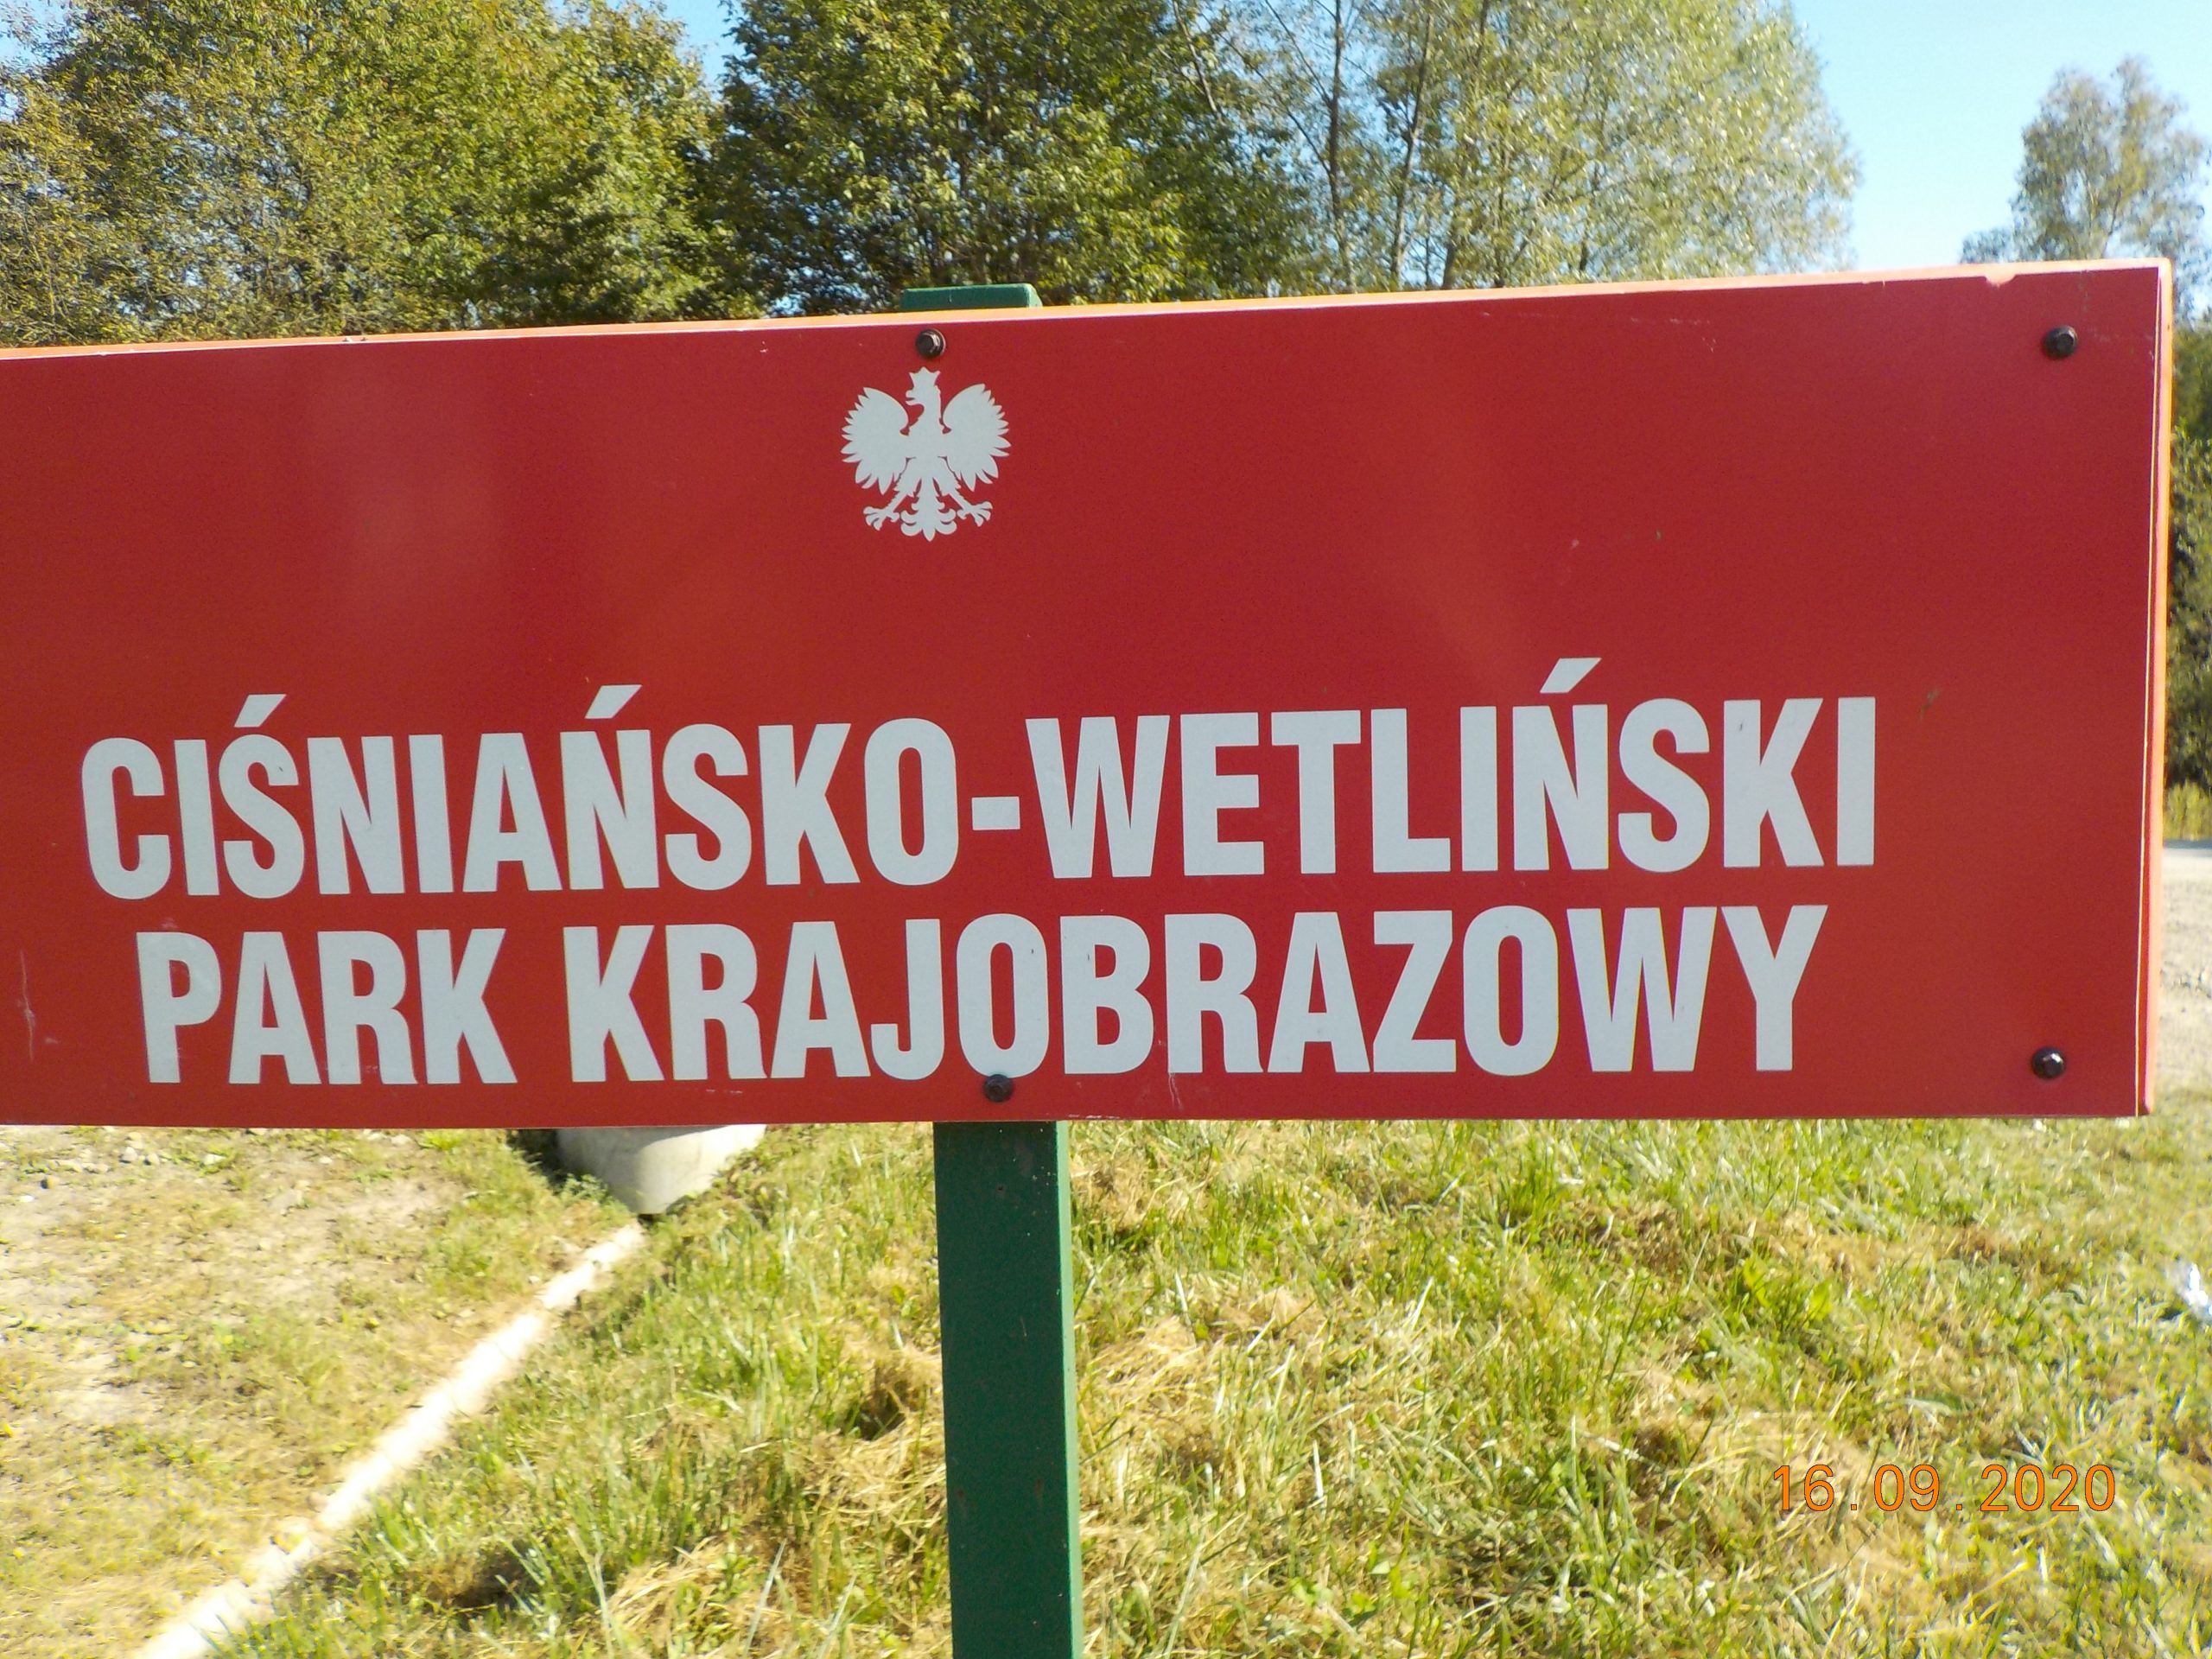 CIŚNIAŃSKO-WETLIŃSKI
PARK KRAJOBRAZOWY
16.09.2020